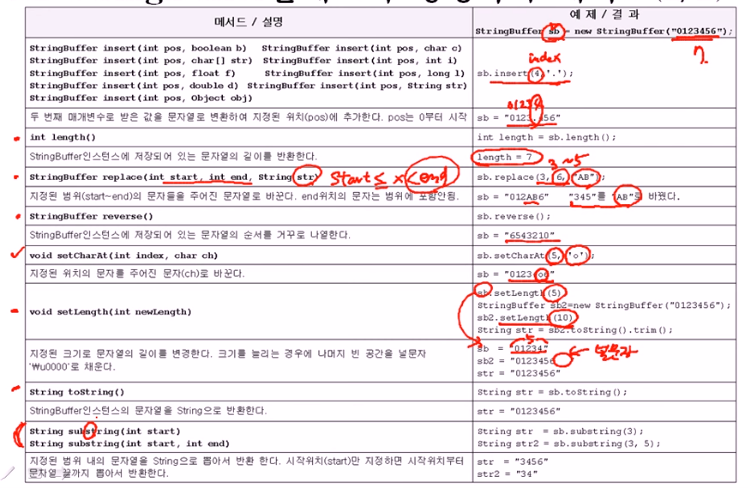 메서드 / 설명
예 제 / 결 과
StringBuffer sb = new StringBuffer("0123456");
7
StringBuffer insert(int pos, boolean b) StringBuffer insert(int pos, char c)
StringBuffer insert(int pos, char[] str) StringBuffer insert(int pos, int i)
StringBuffer insert(int pos, float f) StringBuffer insert(int pos, long l)
StringBuffer insert(int pos, double d) StringBuffer insert(int pos, String str)
StringBuffer insert(int pos, Object obj)
index
sb.insert(4,'.');
두 번째 매개변수로 받은 값을 문자열로 변환하여 지정된 위치(pos)에 추가한다. pos는 0부터 시작
01234
sb = "0123.456"
int length()
int length = sb.length();
StringBuffer인스턴스에 저장되어 있는 문자열의 길이를 반환한다.
length = 7
StringBuffer replace(int start, int end, String str)
start ≤ x < end
3~5
sb.replace(3, 6, "AB");
지정된 범위(start~end)의 문자들을 주어진 문자열로 바꾼다. end위치의 문자는 범위에 포함안됨.
sb = "012AB6" "345"를 "AB"로 바꿨다.
StringBuffer reverse()
sb.reverse();
StringBuffer인스턴스에 저장되어 있는 문자열의 순서를 거꾸로 나열한다.
sb = "6543210"
void setCharAt(int index, char ch)
sb.setCharAt(5, 'o');
지정된 위치의 문자를 주어진 문자(ch)로 바꾼다.
sb = "01234o6"
void setLength(int newLength)
sb.setLength(5)
StringBuffer sb2=new StringBuffer("0123456");
sb2.setLength(10)
String str = sb2.toString().trim();
지정된 크기로 문자열의 길이를 변경한다. 크기를 늘리는 경우에 나머지 빈 공간을 널문자
'₩u0000'로 채운다.
5
sb = "01234"
sb2 = "0123456
널문자
str = "0123456"
String toString()
String str = sb.toString();
StringBuffer인스턴스의 문자열을 String으로 반환한다.
str = "0123456"
String substring(int start)
String substring(int start, int end)
String str = sb.substring(3);
String str2 = sb.substring(3, 5);
지정된 범위 내의 문자열을 String으로 뽑아서 반환 한다. 시작위치(start)만 지정하면 시작위치부터
문자열 끝까지 뽑아서 반환한다.
str = "3456"
str2 = "34"